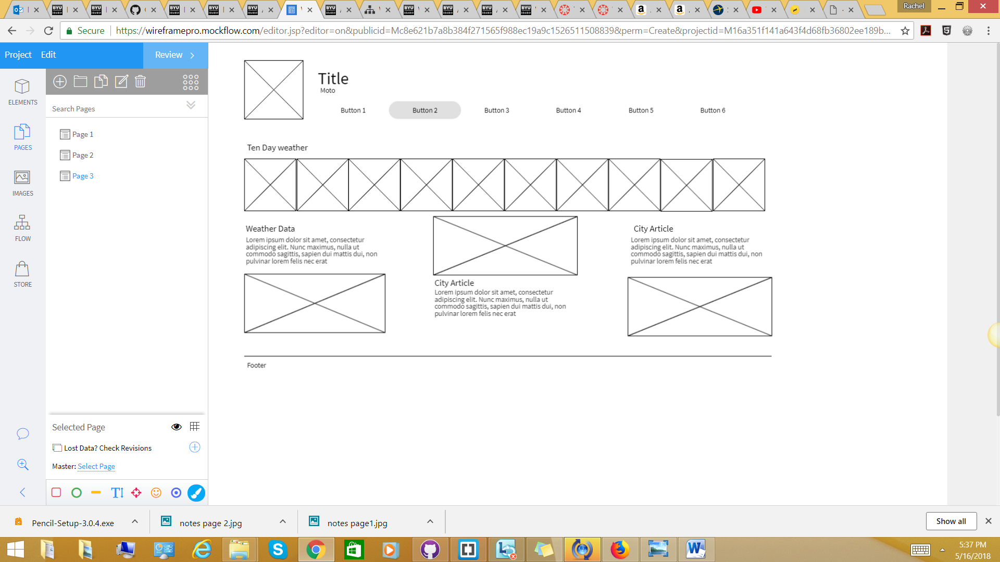 Rachel
Secure
https://wireframepro.mockflow.com/editor.jsp?editor=on&publicid=Mc8e621b7a8b384f271565f988ec19a9c1526511508839&perm=Create&projectid=M16a351f141a643f4d68fb36802ee189b...
Project Edit Review
ELEMENTS
PAGES
IMAGES
FLOW
STORE
Search Pages
Page 1
Page 2
Page 3
Selected Page
Lost Data? Check Revisions
Master: Select Page
Title
Moto
Button 1 Button 2 Button 3 Button 4 Button 5 Button 6
Ten Day weather
Weather Data
Lorem ipsum dolor sit amet, consectetur
adipiscing elit. Nunc maximus, nulla ut
commodo sagittis, sapien dui mattis dui, non
pulvinar lorem felis nec erat
City Article
Lorem ipsum dolor sit amet, consectetur
adipiscing elit. Nunc maximus, nulla ut
commodo sagittis, sapien dui mattis dui, non
pulvinar lorem felis nec erat
City Article
Lorem ipsum dolor sit amet, consectetur
adipiscing elit. Nunc maximus, nulla ut
commodo sagittis, sapien dui mattis dui, non
pulvinar lorem felis nec erat
Footer
Pencil-Setup-3.0.4.exe
notes page 2.jpg
notes page1.jpg
Show all
5:37 PM
5/16/2018